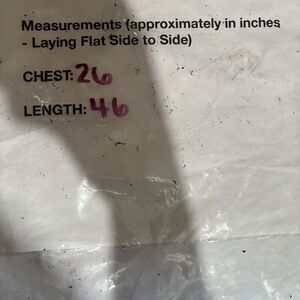 Measurements (approximately in inches
- Laying Flat Side to Side)
CHEST: 26
LENGTH: 46